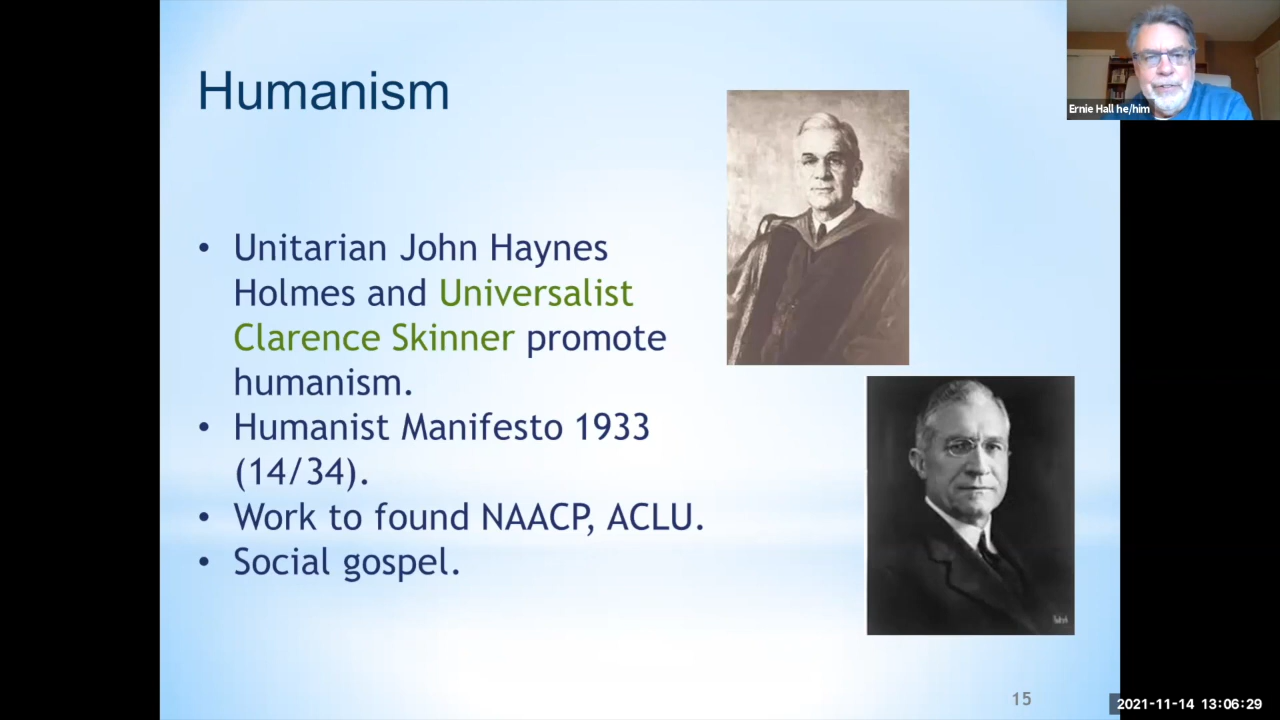 Humanism
• Unitarian John Haynes
Holmes and Universalist
Clarence Skinner promote
humanism.
• Humanist Manifesto 1933
(14/34).
• Work to found NAACP, ACLU.
• Social gospel.
15
Ernie Hall he/him
2021-11-14 13:06:29